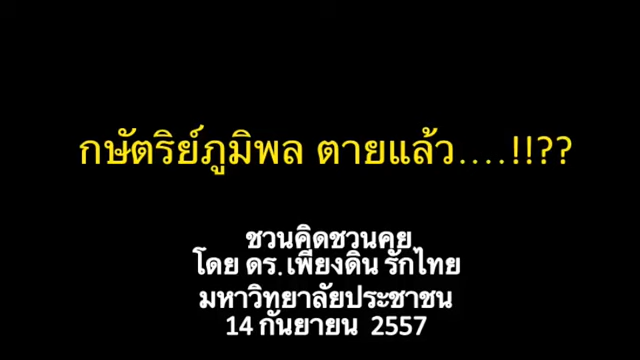 กษัตริย์ภูมิพล ตายแล้ว....!!??
ชวนคิดชวนคุย
โดย ดร. เพียงดิน รักไทย
มหาวิทยาลัยประชาชน
14 กันยายน 2557